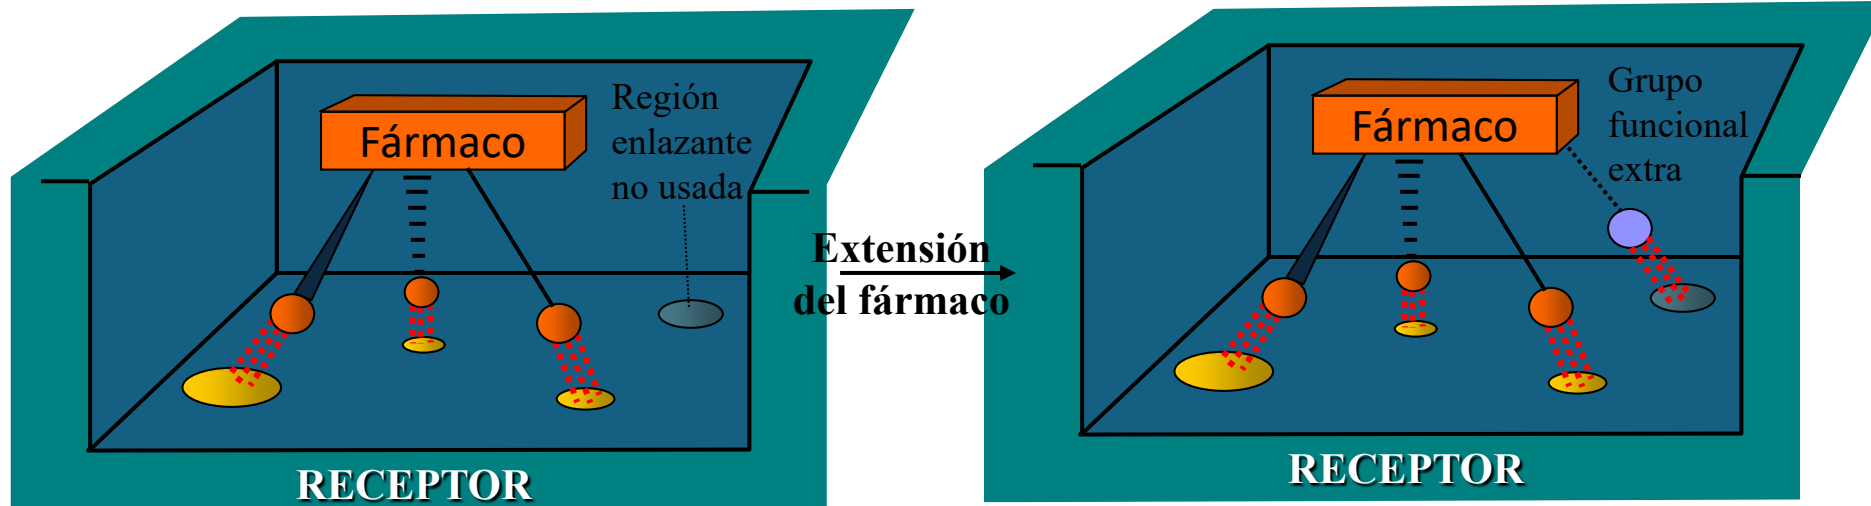 Fármaco
Región
enlazante
no usada
RECEPTOR
Extensión
del fármaco
Fármaco
Grupo
funcional
extra
RECEPTOR